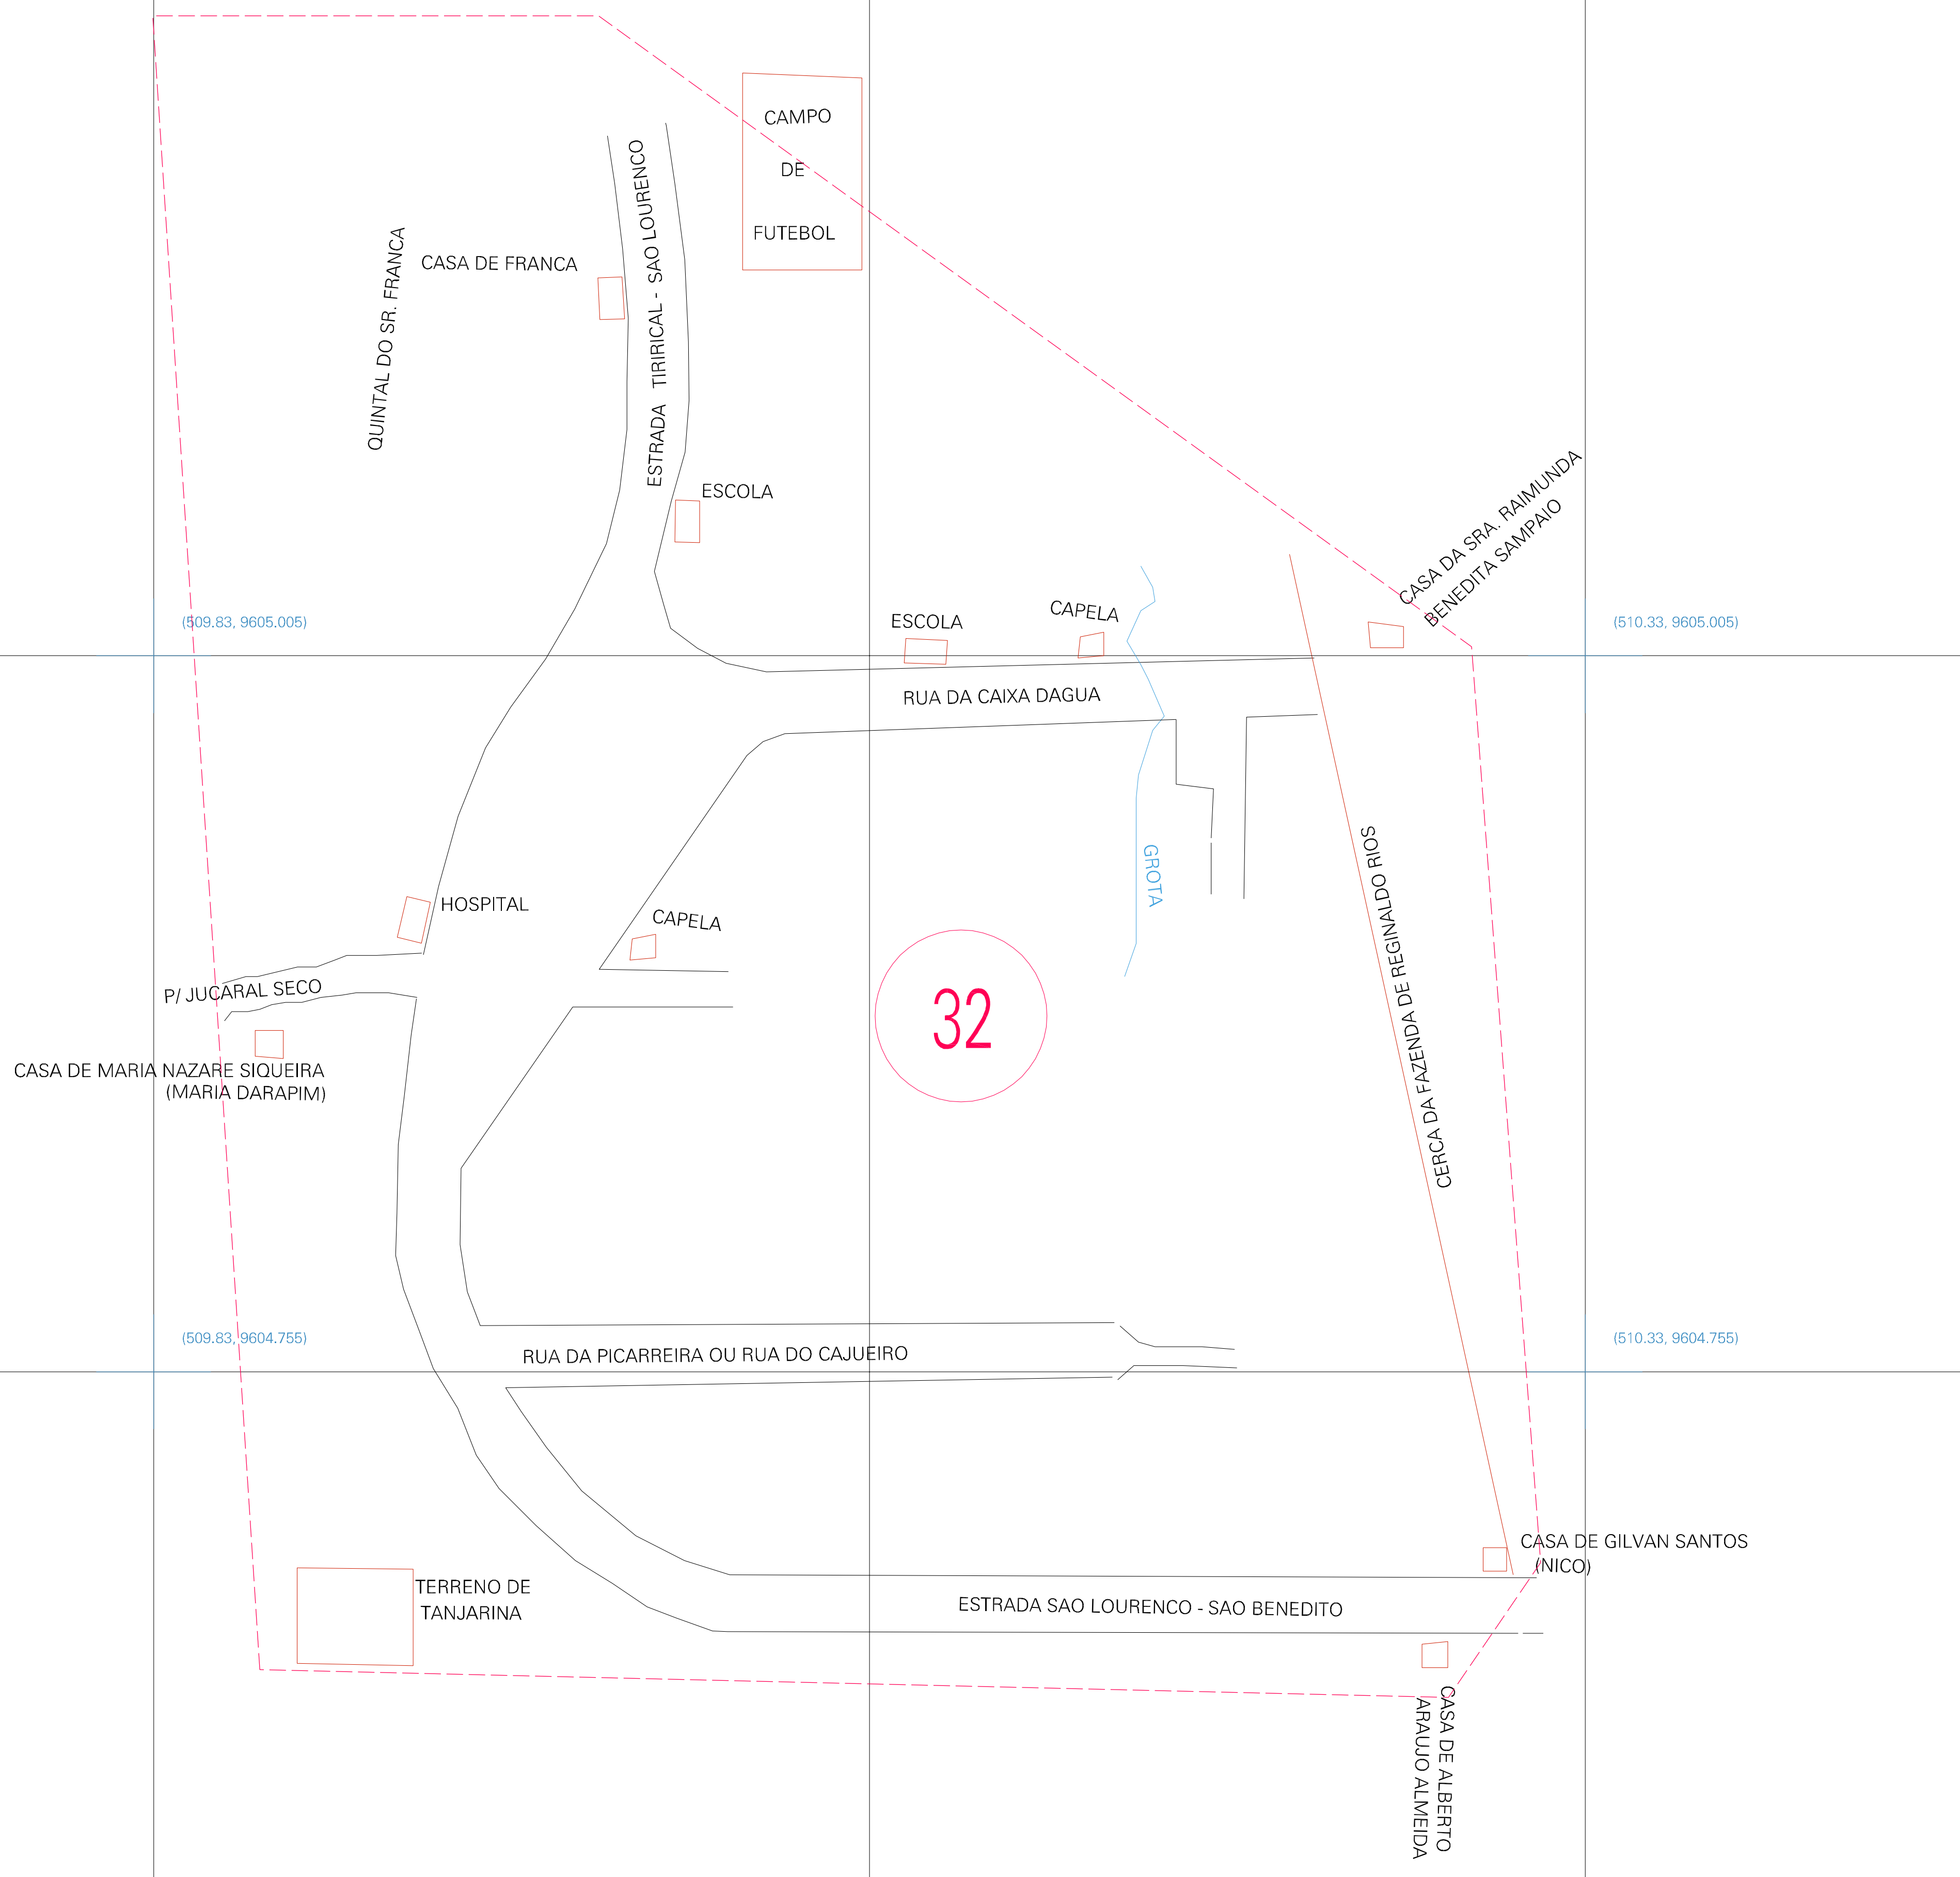 CAMPO
DE
FUTEBOL
ESTRADA TIRIRICAL - SAO LOURENCO
QUINTAL DO SR. FRANCA
CASA DE FRANCA
ESCOLA
CASA DA SRA. RAIMUNDA
BENEDITA SAMPAIO
(509.83, 9605.005)
ESCOLA
CAPELA
(510.33, 9605.005)
RUA DA CAIXA DAGUA
GROTA
CERCA DA FAZENDA DE REGINALDO RIOS
HOSPITAL
CAPELA
P/ JUCARAL SECO
32
CASA DE MARIA NAZARE SIQUEIRA
(MARIA DARAPIM)
(509.83, 9604.755)
(510.33, 9604.755)
RUA DA PICARREIRA OU RUA DO CAJUEIRO
CASA DE GILVAN SANTOS
(NICO)
TERRENO DE
TANJARINA
ESTRADA SAO LOURENCO - SAO BENEDITO
CASA DE ALBERTO
ARAUJO ALMEIDA